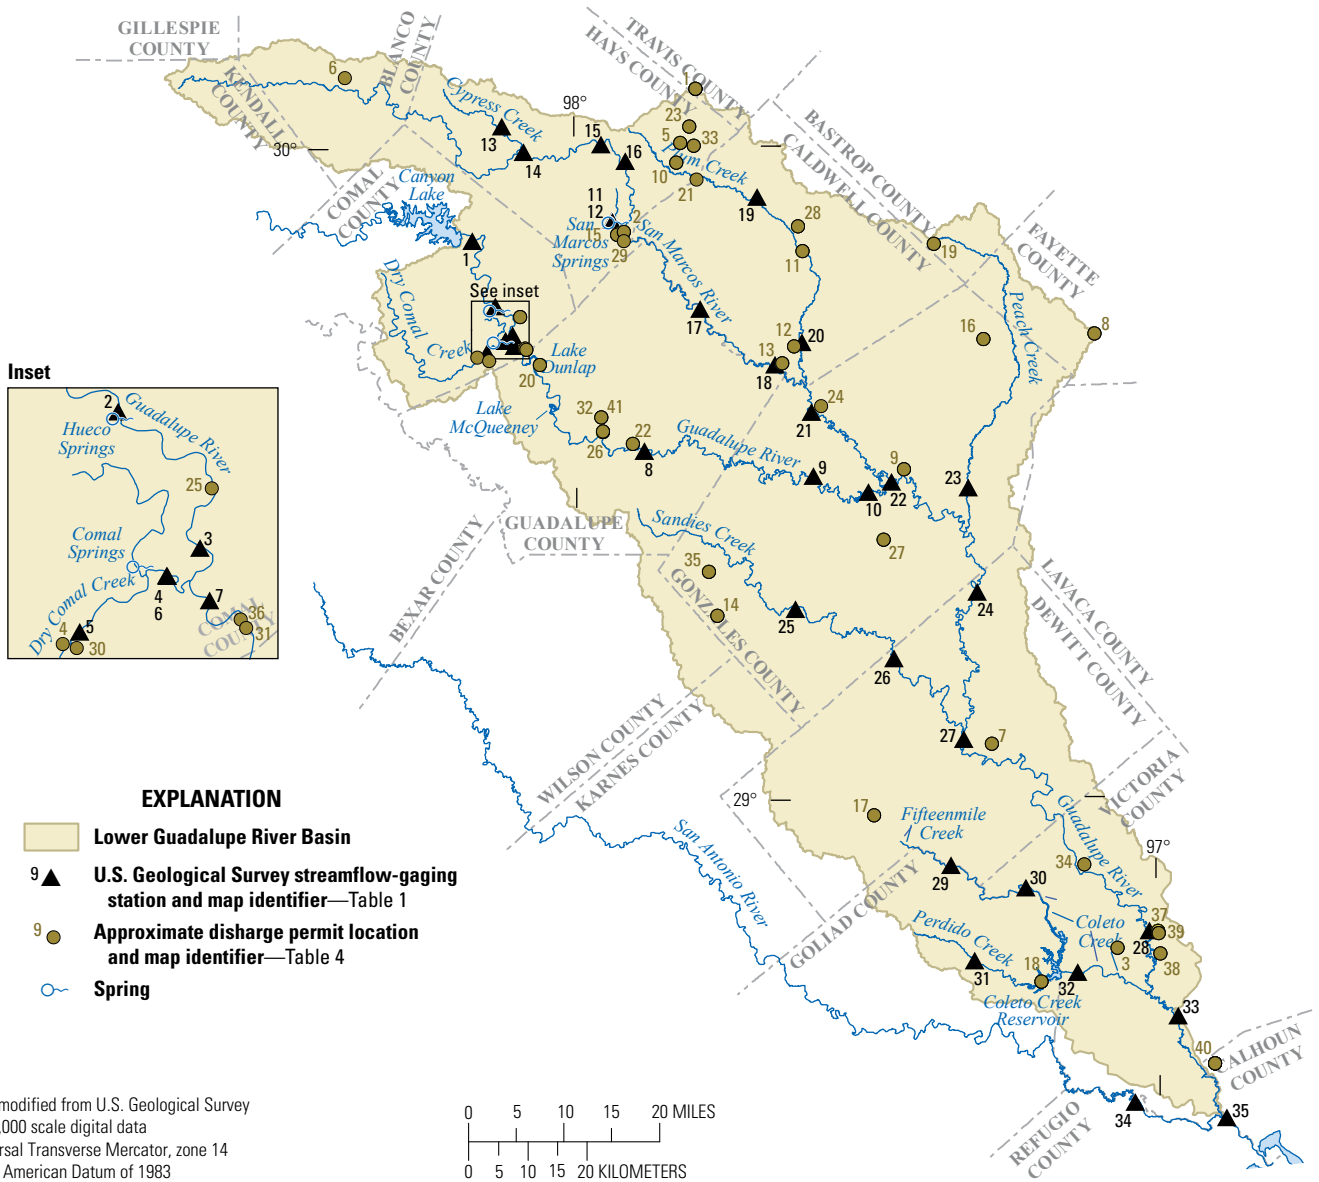 GILLESPIE
COUNTY
BLANCO
COUNTY
KENDALL
COUNTY
TRAVIS COUNTY
HAYS COUNTY
BASTROP COUNTY
CALDWELL COUNTY
FAYETTE
COUNTY
COMAL
COUNTY
6
1
Cypress Creek
98°
30°
13
14
15
16
23
5
33
10
21
Plum Creek
19
28
11
19
Canyon
Lake
1
11
12
San
Marcos
Springs
2
15
29
San Marcos River
17
Dry Comal
Creek
See inset
20
Lake
Dunlap
Lake
McQueeney
12
20
13
18
24
21
16
8
Peach Creek
32
41
26
22
8
Guadalupe River
9
10
9
22
23
27
GUADALUPE
COUNTY
BEXAR COUNTY
Sandies Creek
35
14
GONZALES COUNTY
25
26
24
LAVACA COUNTY
DEWITT COUNTY
27
7
WILSON COUNTY
KARNES COUNTY
VICTORIA
COUNTY
29°
17
Fifteenmile
Creek
29
30
34
Guadalupe River
97°
37
39
28
38
Coleto
Creek
3
GOLIAD COUNTY
Perdido Creek
31
18
32
Coleto Creek
Reservoir
33
40
CALHOUN
COUNTY
San Antonio River
REFUGIO
COUNTY
34
35
Inset
2
Guadalupe River
Hueco
Springs
25
Comal
Springs
3
Dry Comal Creek
4
6
7
COMAL
COUNTY
36
31
4
5
30
EXPLANATION
Lower Guadalupe River Basin
9 U.S. Geological Survey streamflow-gaging
station and map identifier—Table 1
9 Approximate disharge permit location
and map identifier—Table 4
Spring
modified from U.S. Geological Survey
,000 scale digital data
rsal Transverse Mercator, zone 14
American Datum of 1983
0 5 10 15 20 MILES
0 5 10 15 20 KILOMETERS